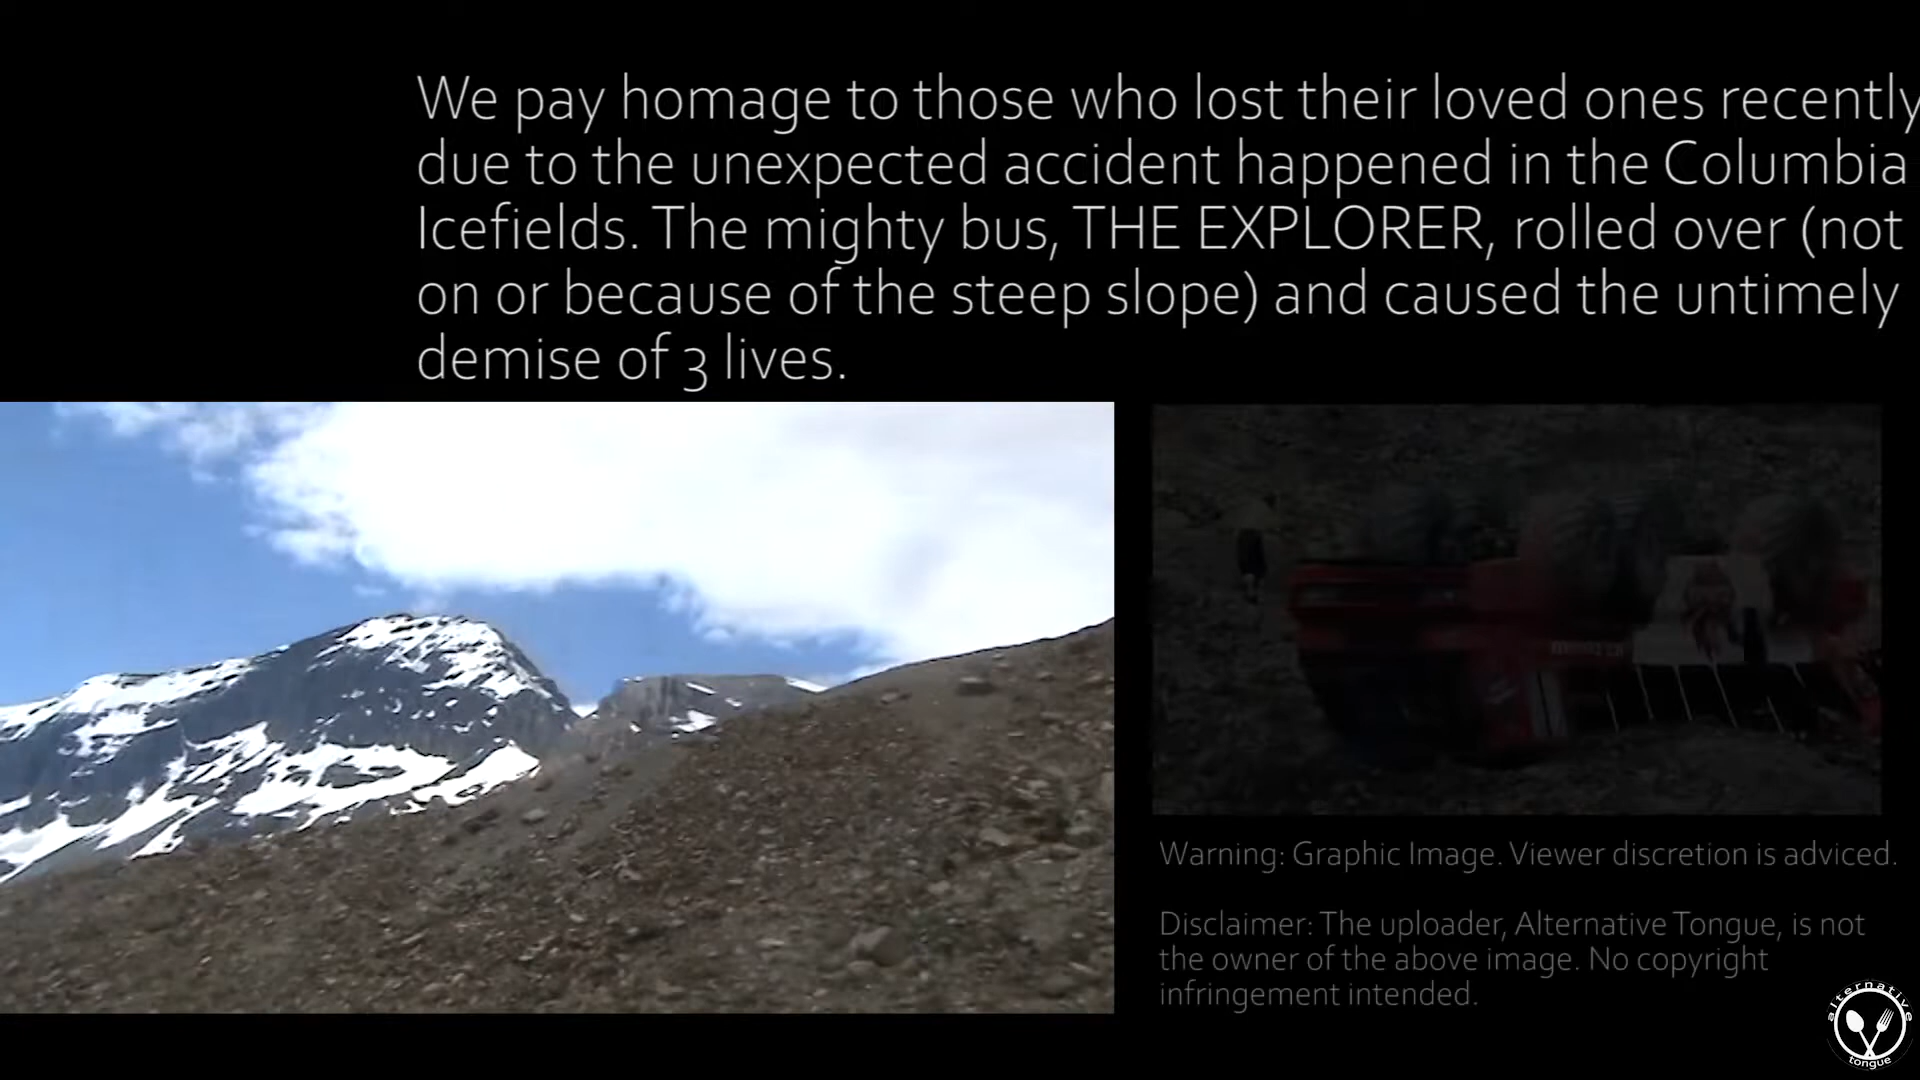 We pay homage to those who lost their loved ones recently
due to the unexpected accident happened in the Columbia
Icefields. The mighty bus, THE EXPLORER, rolled over (not
on or because of the steep slope) and caused the untimely
demise of 3 lives.
Warning: Graphic Image. Viewer discretion is adviced.
Disclaimer: The uploader, Alternative Tongue, is not
the owner of the above image. No copyright
infringement intended.
alternative
tongue